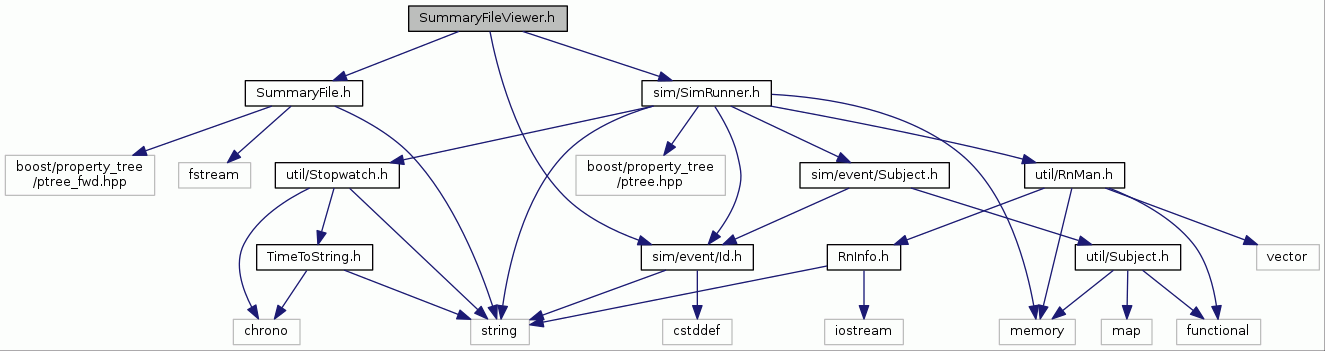 SummaryFileViewer.h
SummaryFile.h
sim/SimRunner.h
boost/property_tree
/ptree_fwd.hpp
fstream
util/Stopwatch.h
boost/property_tree
/ptree.hpp
sim/event/Subject.h
util/RnMan.h
TimeToString.h
sim/event/Id.h
RnInfo.h
util/Subject.h
vector
chrono
string
cstddef
iostream
memory
map
functional